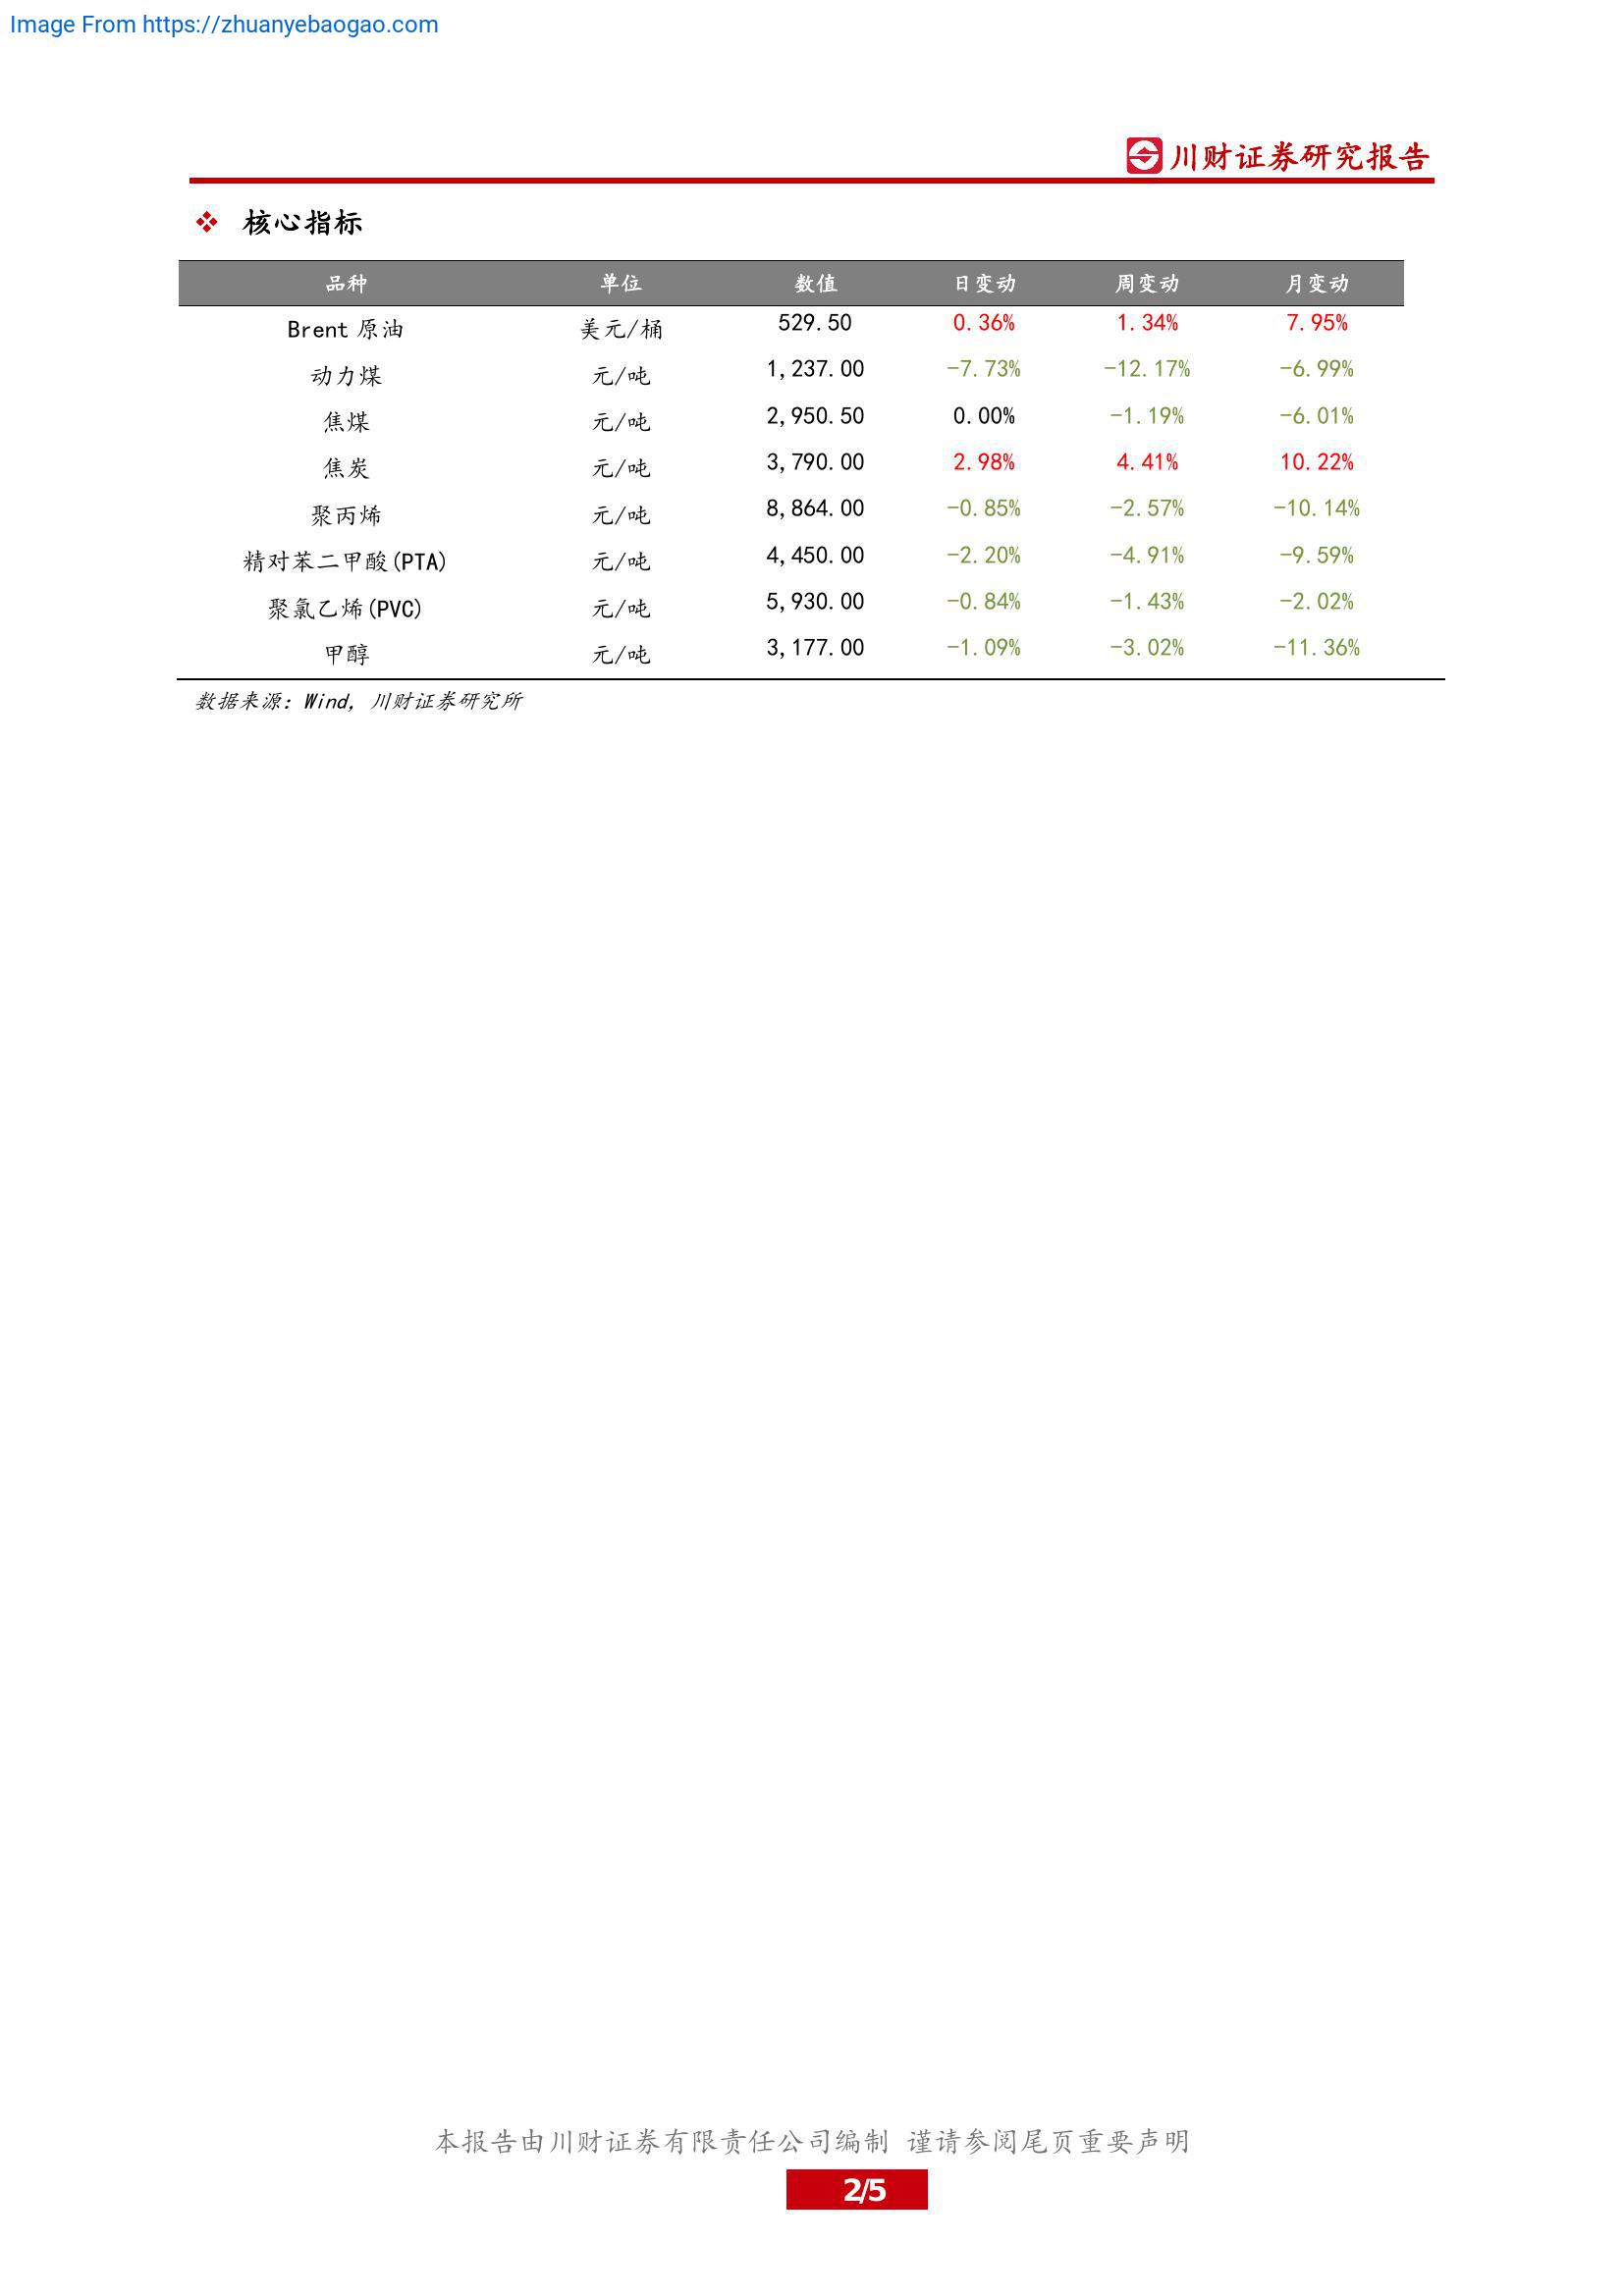 Image From https://zhuanyebaogao.com
川财证券研究报告
❖ 核心指标
品种 单位 数值 日变动 周变动 月变动
Brent 原油 美元/桶 529.50 0.36% 1.34% 7.95%
动力煤 元/吨 1,237.00 -7.73% -12.17% -6.99%
焦煤 元/吨 2,950.50 0.00% -1.19% -6.01%
焦炭 元/吨 3,790.00 2.98% 4.41% 10.22%
聚丙烯 元/吨 8,864.00 -0.85% -2.57% -10.14%
精对苯二甲酸(PTA) 元/吨 4,450.00 -2.20% -4.91% -9.59%
聚氯乙烯(PVC) 元/吨 5,930.00 -0.84% -1.43% -2.02%
甲醇 元/吨 3,177.00 -1.09% -3.02% -11.36%
数据来源：Wind, 川财证券研究所
本报告由川财证券有限责任公司编制 谨请参阅尾页重要声明
2/5